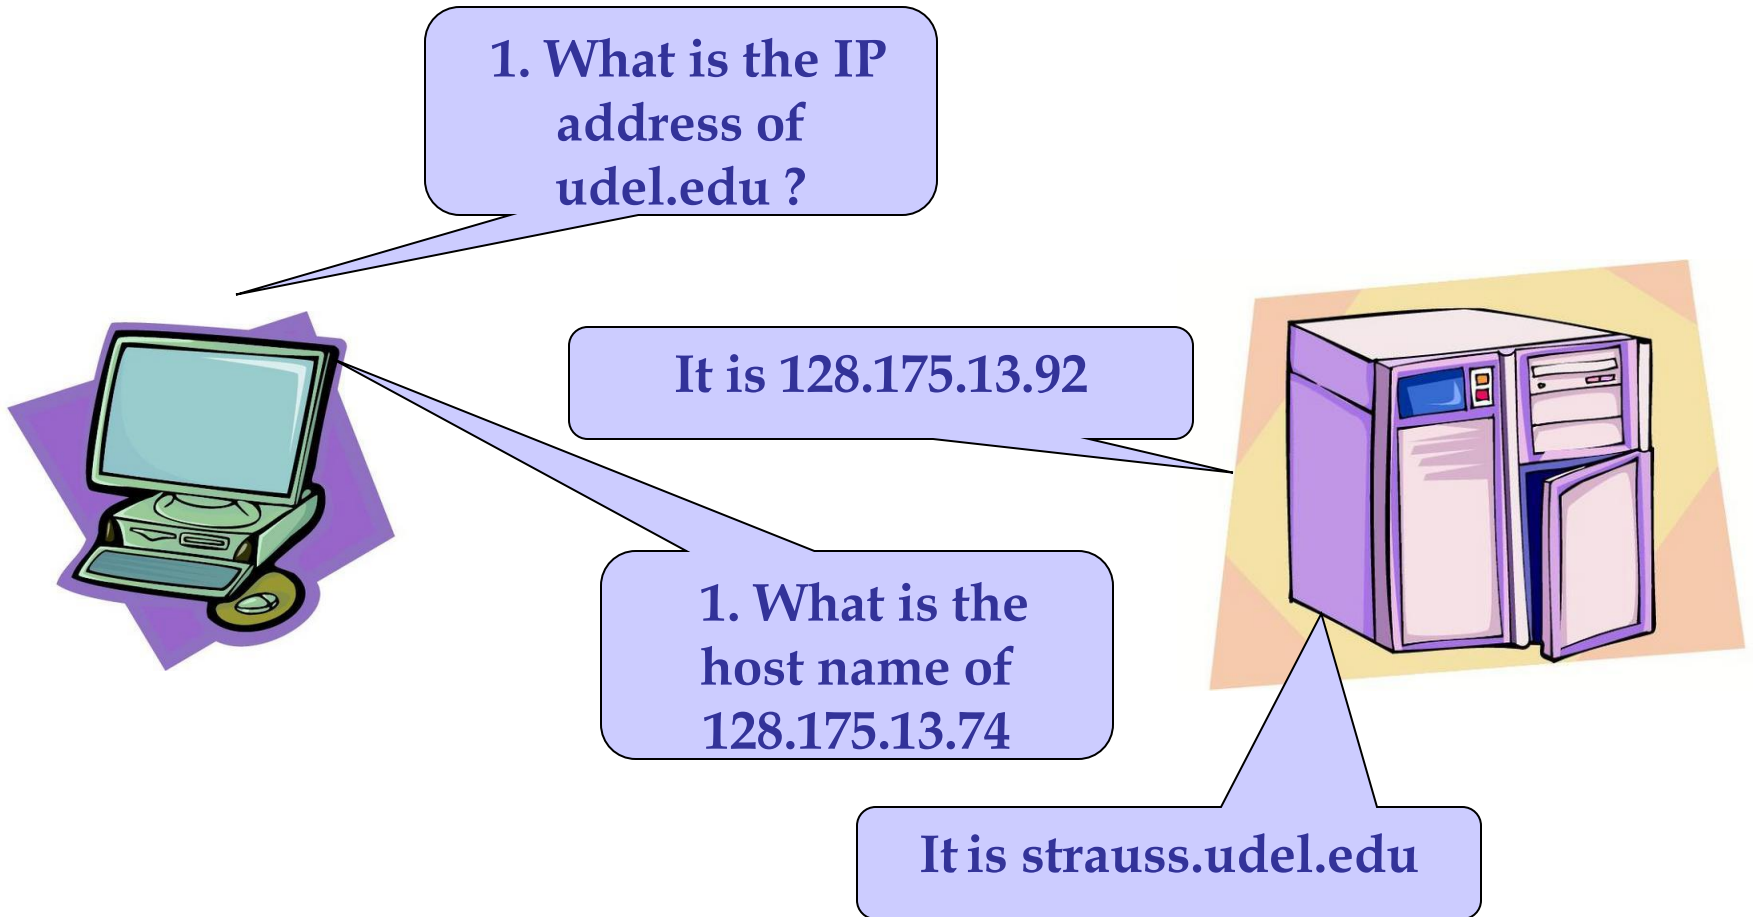 1. What is the IP
address of
udel.edu ?
It is 128.175.13.92
1. What is the
host name of
128.175.13.74
It is strauss.udel.edu